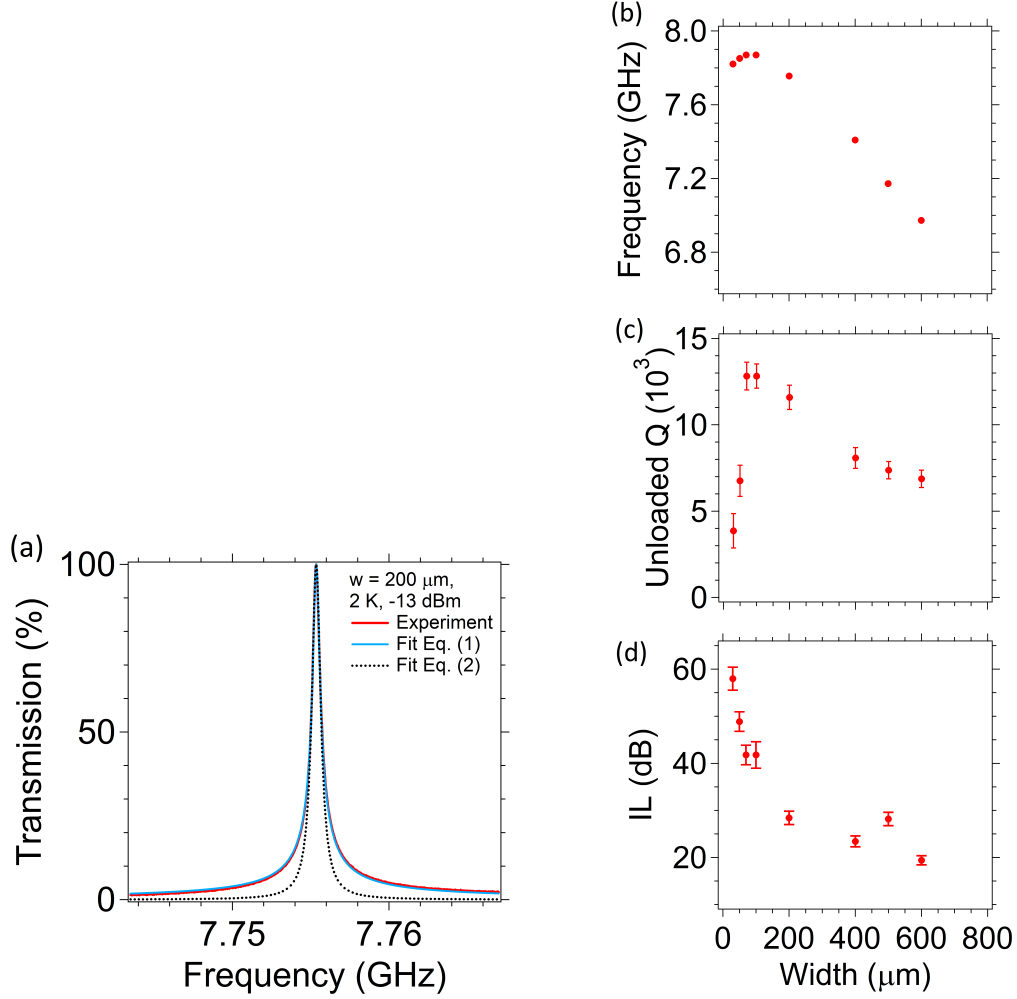 (b)
8.0
7.6
7.2
6.8
Frequency (GHz)
(c)
15
10
5
0
Unloaded Q (10³)
(a)
100
50
0
Transmission (%)
w = 200 μm,
2 K, -13 dBm
Experiment
Fit Eq. (1)
Fit Eq. (2)
7.75 7.76
Frequency (GHz)
(d)
60
40
20
IL (dB)
0 200 400 600 800
Width (μm)